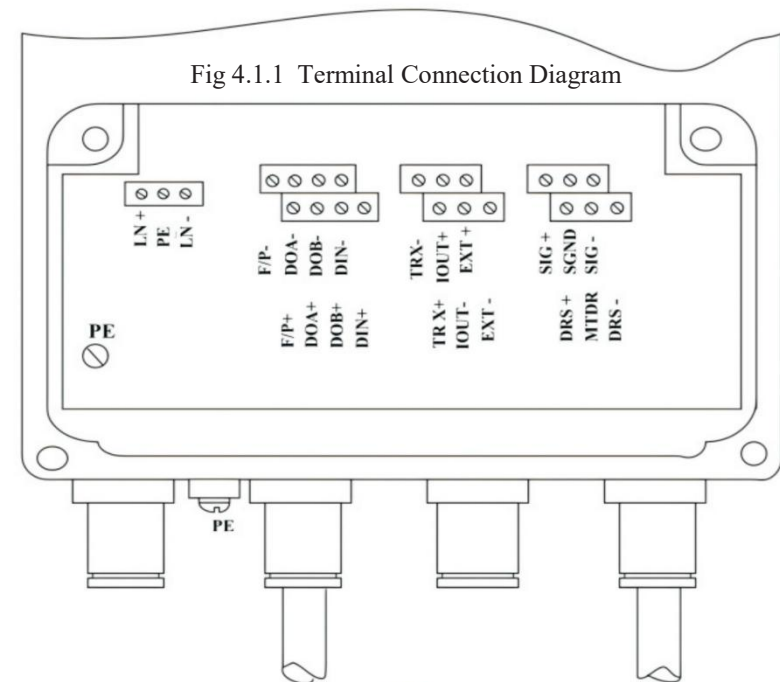 Fig 4.1.1 Terminal Connection Diagram
LN +
PE
LN -
F/P-
DOA-
DOB-
DIN-
F/P+
DOA+
DOB+
DIN+
TRX-
IOUT+
EXT +
TR X+
IOUT-
EXT -
SIG +
SGND
SIG -
DRS +
MTDR
DRS -
PE
PE